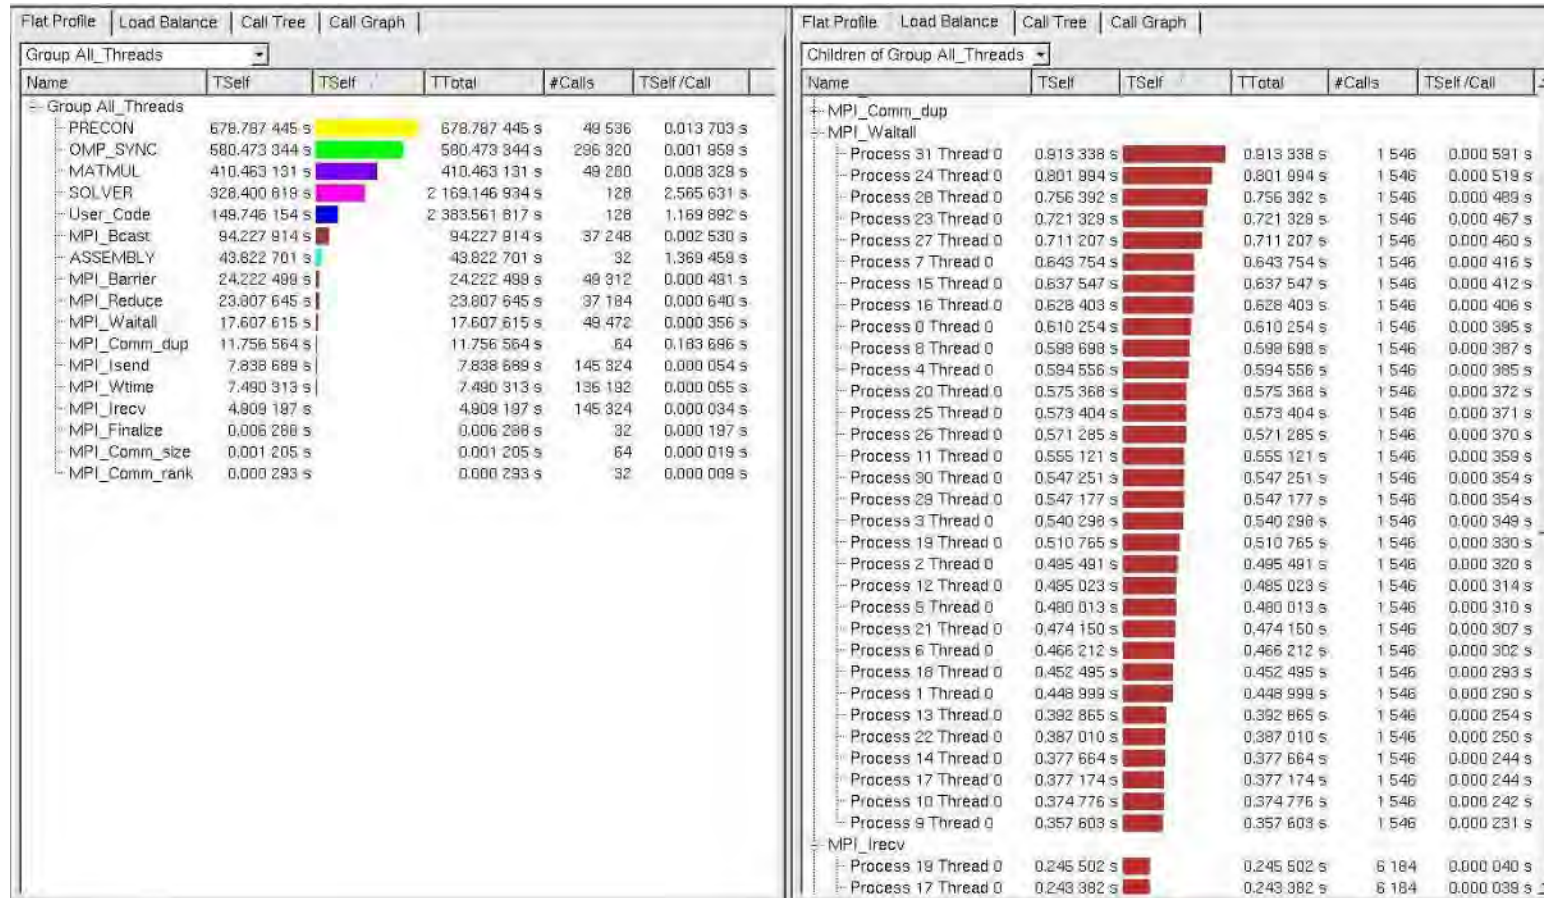 Flat Profile Load Balance Call Tree Call Graph
Group All_Threads
Name TSelf TSelf TTotal #Calls TSelf/Call
Group All_Threads
PRECON 678.787 445 s 678.787 445 s 49 536 0.013 703 s
OMP_SYNC 580.473 344 s 580.473 344 s 296 320 0.001 959 s
MATMUL 410.463 131 s 410.463 131 s 49 280 0.008 329 s
SOLVER 328.400 619 s 2 169.146 934 s 128 2.565 631 s
User_Code 149.746 154 s 2 383.561 817 s 128 1.169 892 s
MPI_Bcast 94.227 914 s 94.227 914 s 37 248 0.002 530 s
ASSEMBLY 43.822 701 s 43.822 701 s 32 1.369 459 s
MPI_Barrier 24.222 499 s 24.222 499 s 49 312 0.000 491 s
MPI_Reduce 23.807 645 s 23.807 645 s 37 184 0.000 640 s
MPI_Waitall 17.607 615 s 17.607 615 s 49 472 0.000 356 s
MPI_Comm_dup 11.756 564 s 11.756 564 s 64 0.183 696 s
MPI_Isend 7.838 689 s 7.838 689 s 145 324 0.000 054 s
MPI_Wtime 7.490 313 s 7.490 313 s 136 192 0.000 055 s
MPI_Irecv 4.909 197 s 4.909 197 s 145 324 0.000 034 s
MPI_Finalize 0.006 288 s 0.006 288 s 32 0.000 197 s
MPI_Comm_size 0.001 205 s 0.001 205 s 64 0.000 019 s
MPI_Comm_rank 0.000 293 s 0.000 293 s 32 0.000 009 s
Flat Profile Load Balance Call Tree Call Graph
Children of Group All_Threads
Name TSelf TSelf TTotal #Calls TSelf/Call
MPI_Comm_dup
MPI_Waitall
Process 31 Thread 0 0.913 338 s 0.913 338 s 1 546 0.000 591 s
Process 24 Thread 0 0.801 994 s 0.801 994 s 1 546 0.000 519 s
Process 28 Thread 0 0.756 392 s 0.756 392 s 1 546 0.000 489 s
Process 23 Thread 0 0.721 329 s 0.721 329 s 1 546 0.000 467 s
Process 27 Thread 0 0.711 207 s 0.711 207 s 1 546 0.000 460 s
Process 7 Thread 0 0.643 754 s 0.643 754 s 1 546 0.000 416 s
Process 15 Thread 0 0.637 547 s 0.637 547 s 1 546 0.000 412 s
Process 16 Thread 0 0.628 403 s 0.628 403 s 1 546 0.000 406 s
Process 0 Thread 0 0.610 254 s 0.610 254 s 1 546 0.000 395 s
Process 8 Thread 0 0.598 698 s 0.598 698 s 1 546 0.000 387 s
Process 4 Thread 0 0.594 556 s 0.594 556 s 1 546 0.000 385 s
Process 20 Thread 0 0.575 368 s 0.575 368 s 1 546 0.000 372 s
Process 25 Thread 0 0.573 404 s 0.573 404 s 1 546 0.000 371 s
Process 26 Thread 0 0.571 285 s 0.571 285 s 1 546 0.000 370 s
Process 11 Thread 0 0.555 121 s 0.555 121 s 1 546 0.000 359 s
Process 30 Thread 0 0.547 251 s 0.547 251 s 1 546 0.000 354 s
Process 29 Thread 0 0.547 177 s 0.547 177 s 1 546 0.000 354 s
Process 3 Thread 0 0.540 298 s 0.540 298 s 1 546 0.000 349 s
Process 19 Thread 0 0.510 765 s 0.510 765 s 1 546 0.000 330 s
Process 2 Thread 0 0.495 491 s 0.495 491 s 1 546 0.000 320 s
Process 12 Thread 0 0.485 023 s 0.485 023 s 1 546 0.000 314 s
Process 5 Thread 0 0.480 013 s 0.480 013 s 1 546 0.000 310 s
Process 21 Thread 0 0.474 150 s 0.474 150 s 1 546 0.000 307 s
Process 6 Thread 0 0.466 212 s 0.466 212 s 1 546 0.000 302 s
Process 18 Thread 0 0.452 495 s 0.452 495 s 1 546 0.000 293 s
Process 1 Thread 0 0.448 999 s 0.448 999 s 1 546 0.000 290 s
Process 13 Thread 0 0.392 865 s 0.392 865 s 1 546 0.000 254 s
Process 22 Thread 0 0.387 010 s 0.387 010 s 1 546 0.000 250 s
Process 14 Thread 0 0.377 664 s 0.377 664 s 1 546 0.000 244 s
Process 17 Thread 0 0.377 174 s 0.377 174 s 1 546 0.000 244 s
Process 10 Thread 0 0.374 776 s 0.374 776 s 1 546 0.000 242 s
Process 9 Thread 0 0.357 603 s 0.357 603 s 1 546 0.000 231 s
MPI_Irecv
Process 19 Thread 0 0.245 502 s 0.245 502 s 6 184 0.000 040 s
Process 17 Thread 0 0.243 382 s 0.243 382 s 6 184 0.000 039 s